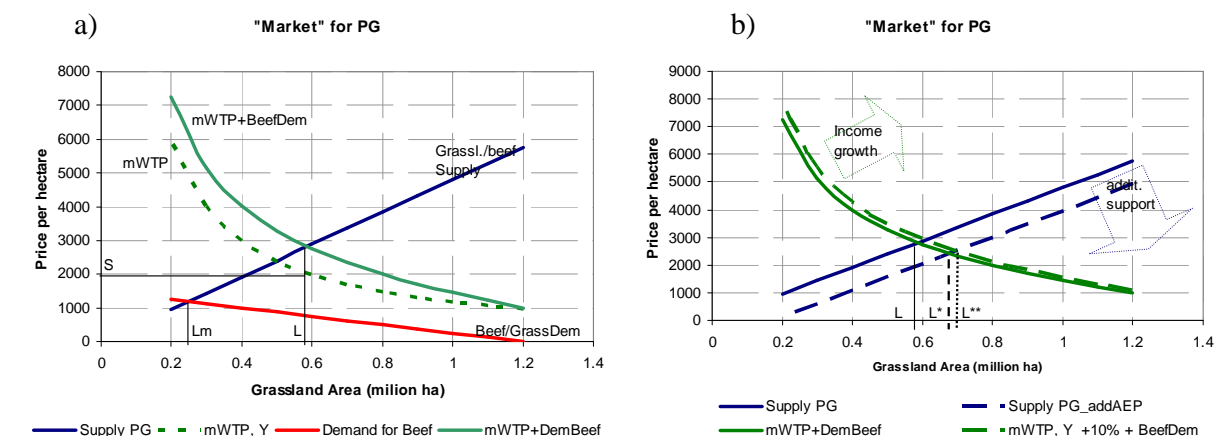 a)
"Market" for PG
8000
7000
6000
5000
4000
3000
2000
1000
0
Price per hectare
mWTP+BeefDem
mWTP
Grassl./beef
Supply
S
Lm
L
Beef/GrassDem
0 0.2 0.4 0.6 0.8 1 1.2 1.4
Grassland Area (milion ha)
Supply PG mWTP, Y Demand for Beef mWTP+DemBeef
b)
"Market" for PG
9000
8000
7000
6000
5000
4000
3000
2000
1000
0
Price per hectare
Income
growth
addit.
support
L L* L**
0 0.2 0.4 0.6 0.8 1 1.2 1.4
Grassland Area (milion ha)
Supply PG Supply PG_addAEP
mWTP+DemBeef mWTP, Y +10% + BeefDem